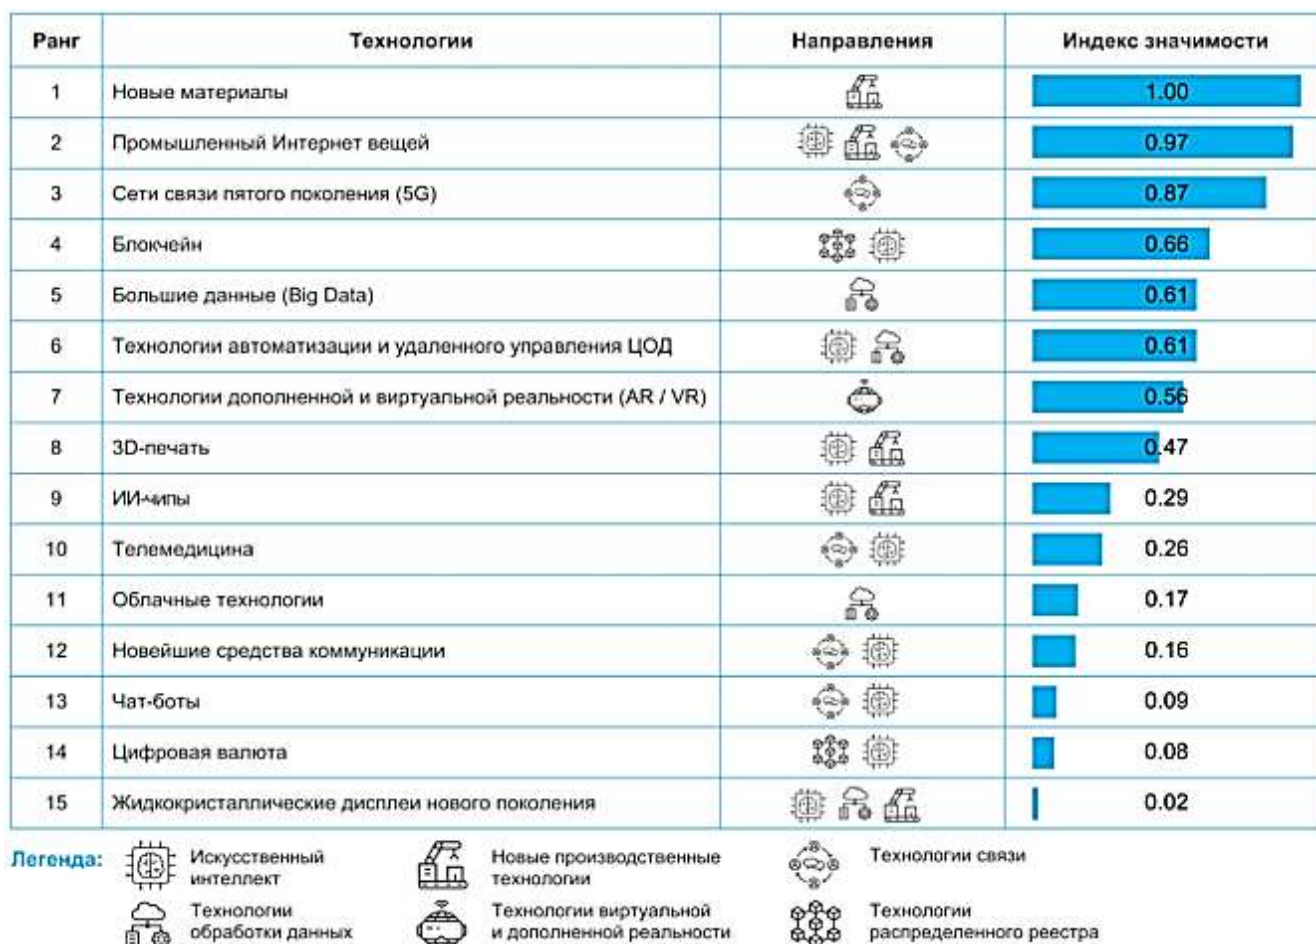 Ранг Технологии Направления Индекс значимости
1 Новые материалы 1.00
2 Промышленный Интернет вещей 0.97
3 Сети связи пятого поколения (5G) 0.87
4 Блокчейн 0.66
5 Большие данные (Big Data) 0.61
6 Технологии автоматизации и удаленного управления ЦОД 0.61
7 Технологии дополненной и виртуальной реальности (AR / VR) 0.56
8 3D-печать 0.47
9 ИИ-чипы 0.29
10 Телемедицина 0.26
11 Облачные технологии 0.17
12 Новейшие средства коммуникации 0.16
13 Чат-боты 0.09
14 Цифровая валюта 0.08
15 Жидкокристаллические дисплеи нового поколения 0.02
Легенда:
Искусственный
интеллект
Новые производственные
технологии
Технологии связи
Технологии
обработки данных
Технологии виртуальной
и дополненной реальности
Технологии
распределенного реестра